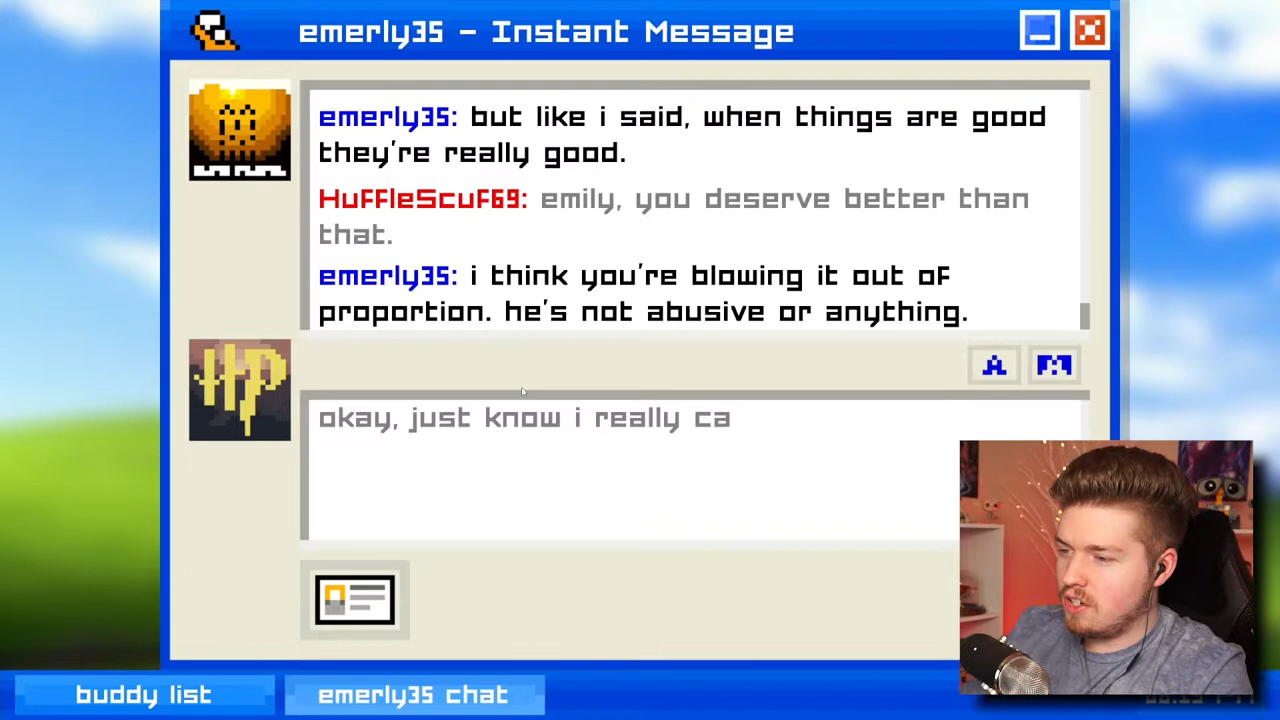 emerly35 - Instant Message
emerly35: but like i said, when things are good
they're really good.
HuffleScuf69: emily, you deserve better than
that.
emerly35: i think you're blowing it out of
proportion. he's not abusive or anything.
HP
A
okay, just know i really ca
buddy list
emerly35 chat